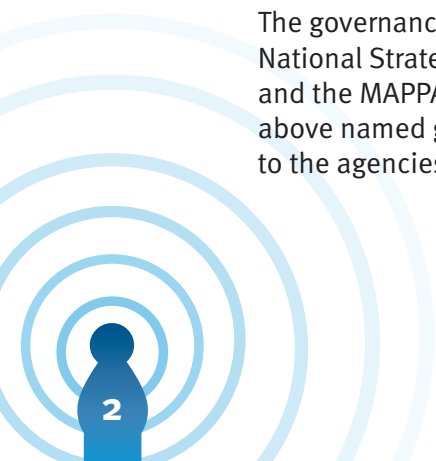 The governanc
National Strate
and the MAPPA
above named g
to the agencies
2